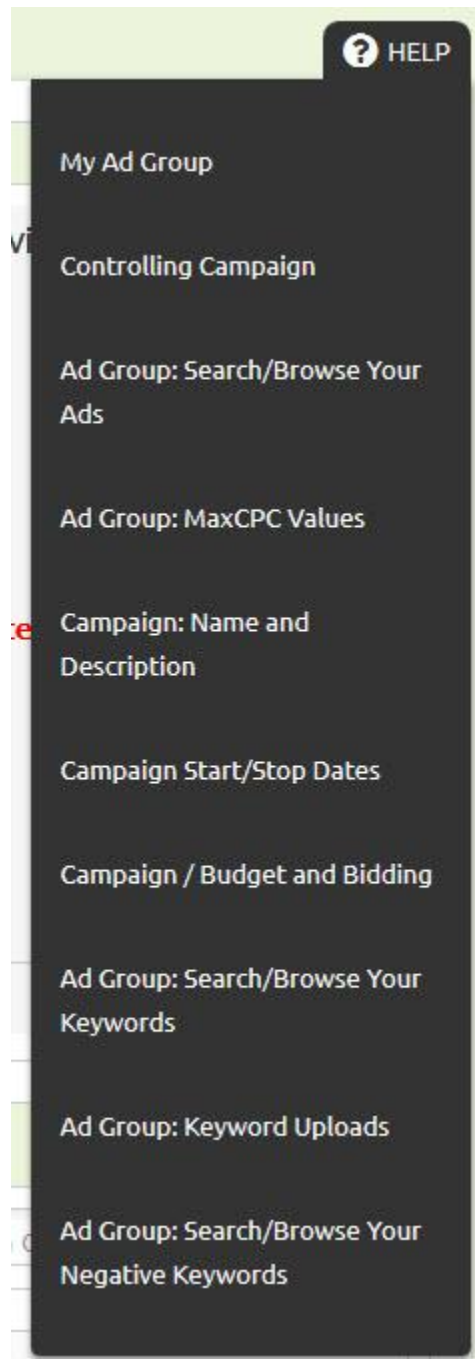 HELP
My Ad Group
Controlling Campaign
Ad Group: Search/Browse Your
Ads
Ad Group: MaxCPC Values
Campaign: Name and
Description
Campaign Start/Stop Dates
Campaign / Budget and Bidding
Ad Group: Search/Browse Your
Keywords
Ad Group: Keyword Uploads
Ad Group: Search/Browse Your
Negative Keywords